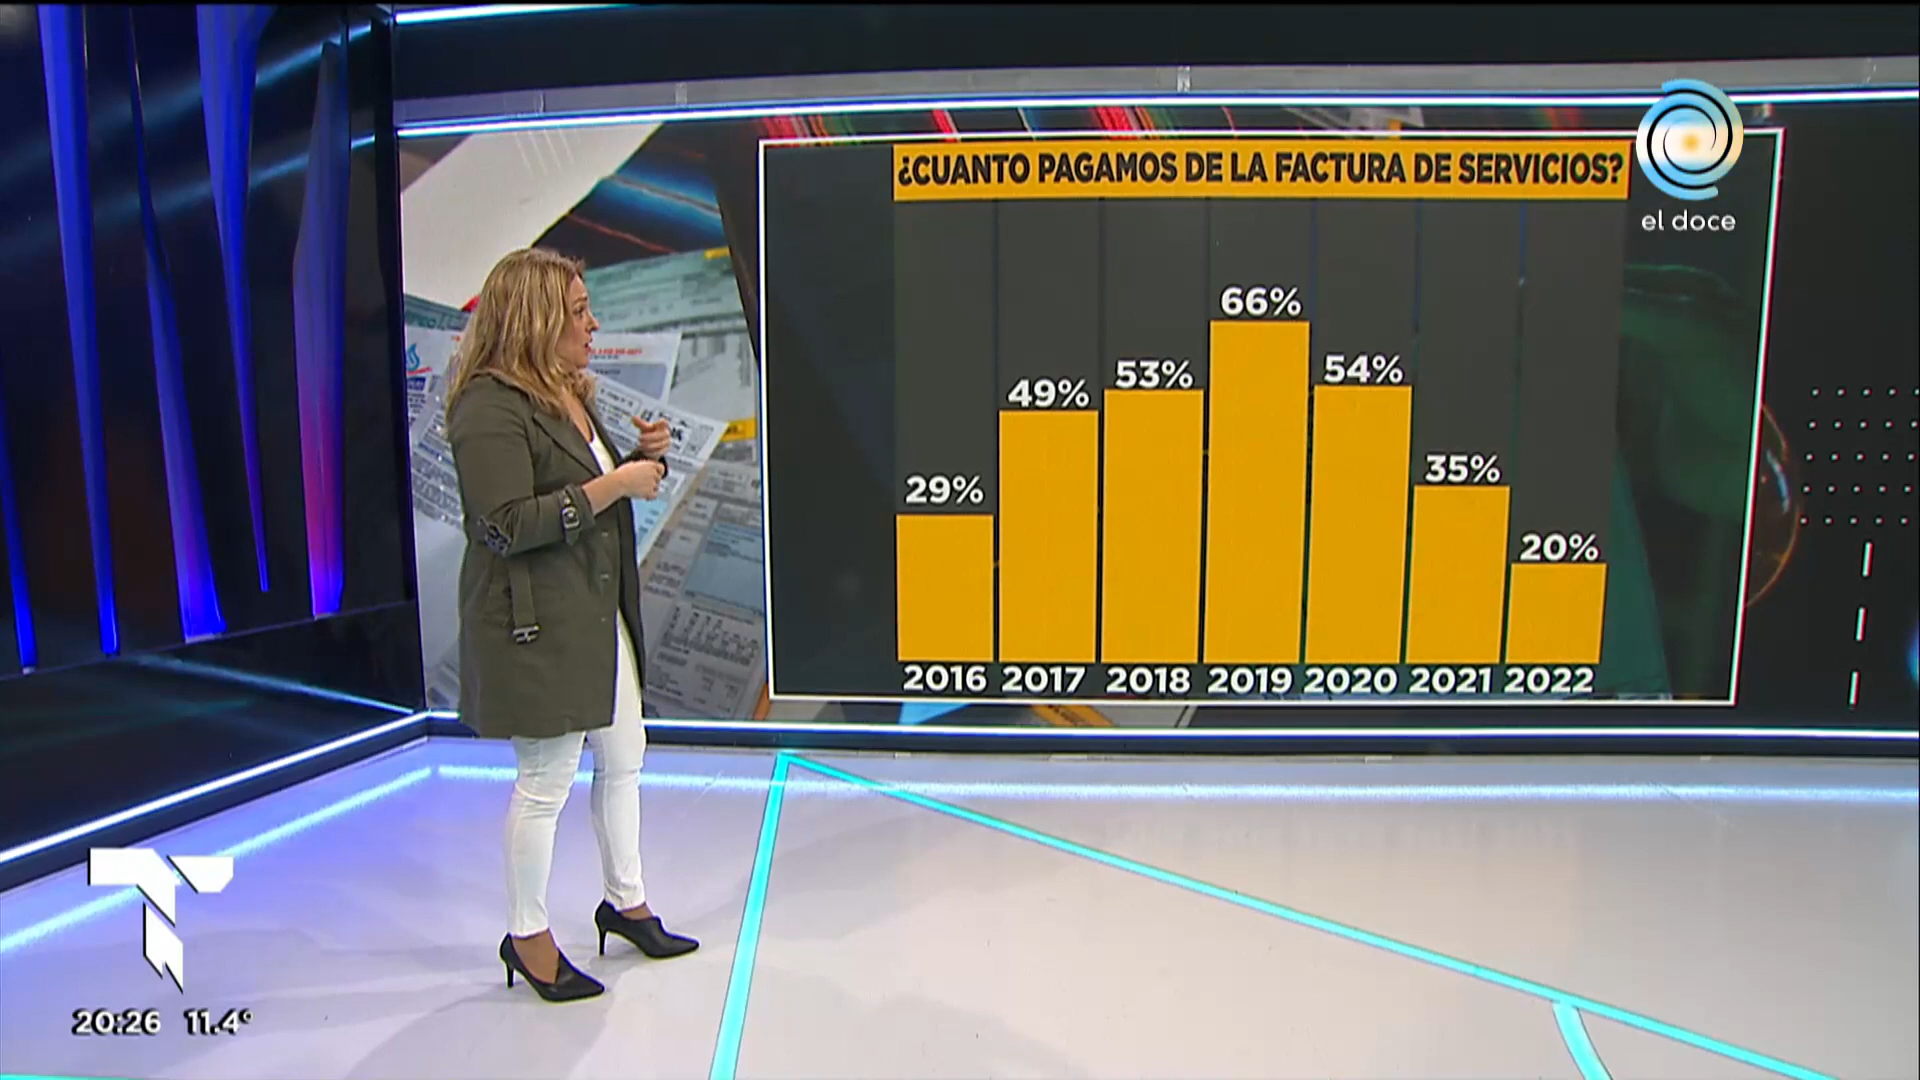 ¿CUANTO PAGAMOS DE LA FACTURA DE SERVICIOS?
el doce
66%
54%
53%
49%
35%
29%
20%
2016 2017 2018 2019 2020 2021 2022
20:26 11.4°